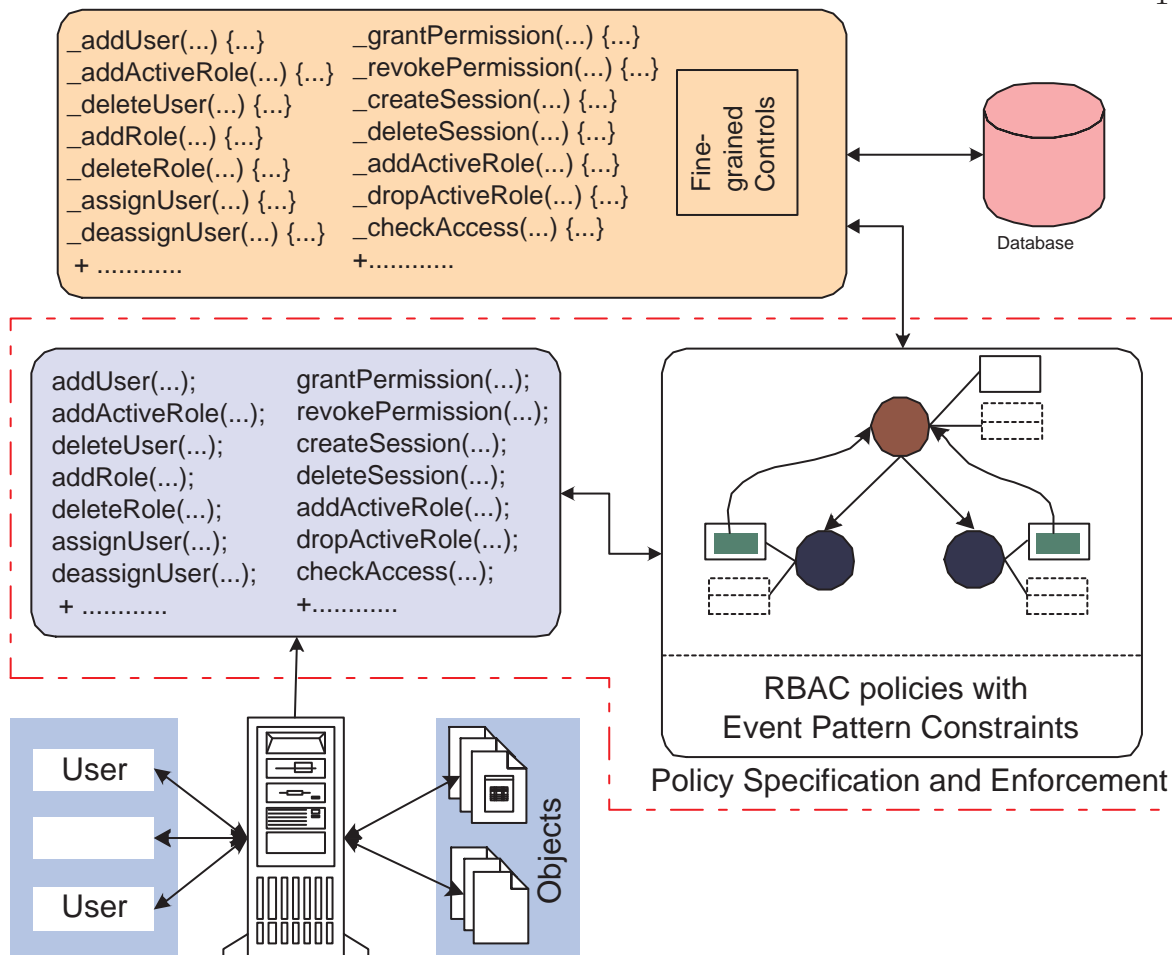 1
_addUser(...) {...}
_addActiveRole(...) {...}
_deleteUser(...) {...}
_addRole(...) {...}
_deleteRole(...) {...}
_assignUser(...) {...}
_deassignUser(...) {...}
+ ............
_grantPermission(...) {...}
_revokePermission(...) {...}
_createSession(...) {...}
_deleteSession(...) {...}
_addActiveRole(...) {...}
_dropActiveRole(...) {...}
_checkAccess(...) {...}
+............
Fine-
grained
Controls
Database
addUser(...);
addActiveRole(...);
deleteUser(...);
addRole(...);
deleteRole(...);
assignUser(...);
deassignUser(...);
+ ............
grantPermission(...);
revokePermission(...);
createSession(...);
deleteSession(...);
addActiveRole(...);
dropActiveRole(...);
checkAccess(...);
+............
RBAC policies with
Event Pattern Constraints
Policy Specification and Enforcement
User
User
Objects